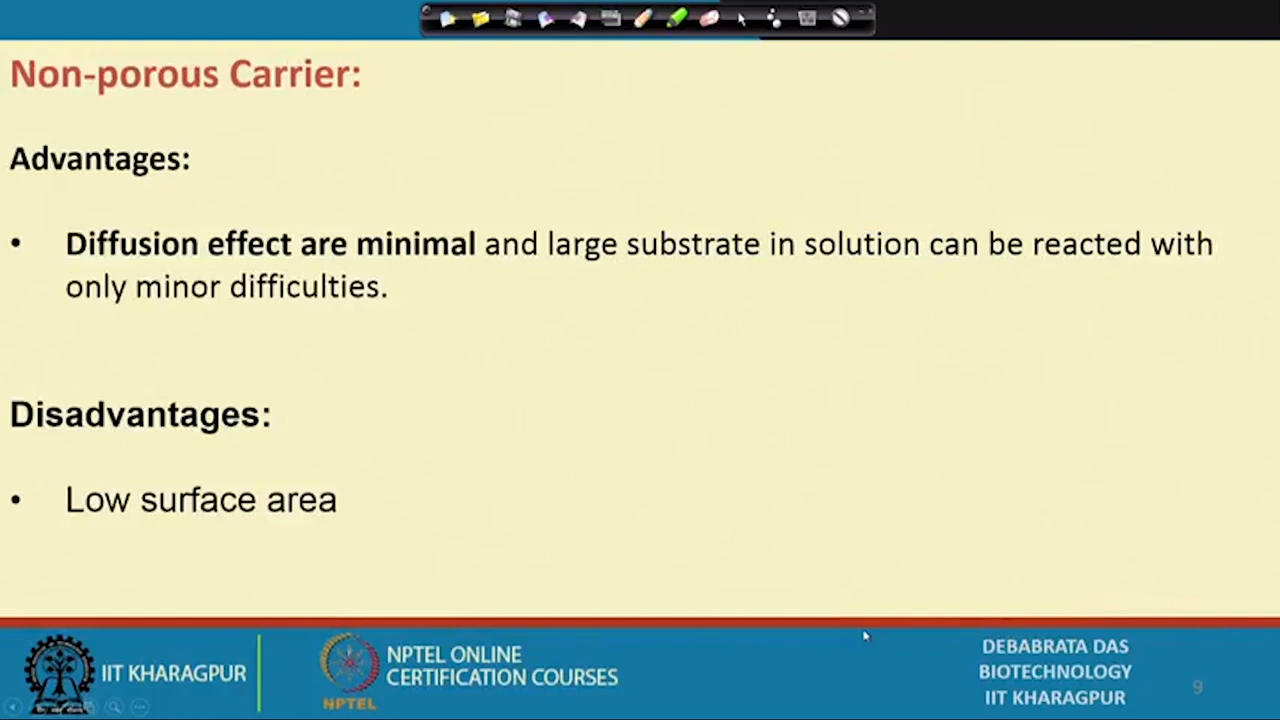 Non-porous Carrier:
Advantages:
• Diffusion effect are minimal and large substrate in solution can be reacted with
only minor difficulties.
Disadvantages:
• Low surface area
IIT KHARAGPUR
NPTEL
NPTEL ONLINE
CERTIFICATION COURSES
DEBABRATA DAS
BIOTECHNOLOGY
IIT KHARAGPUR
9